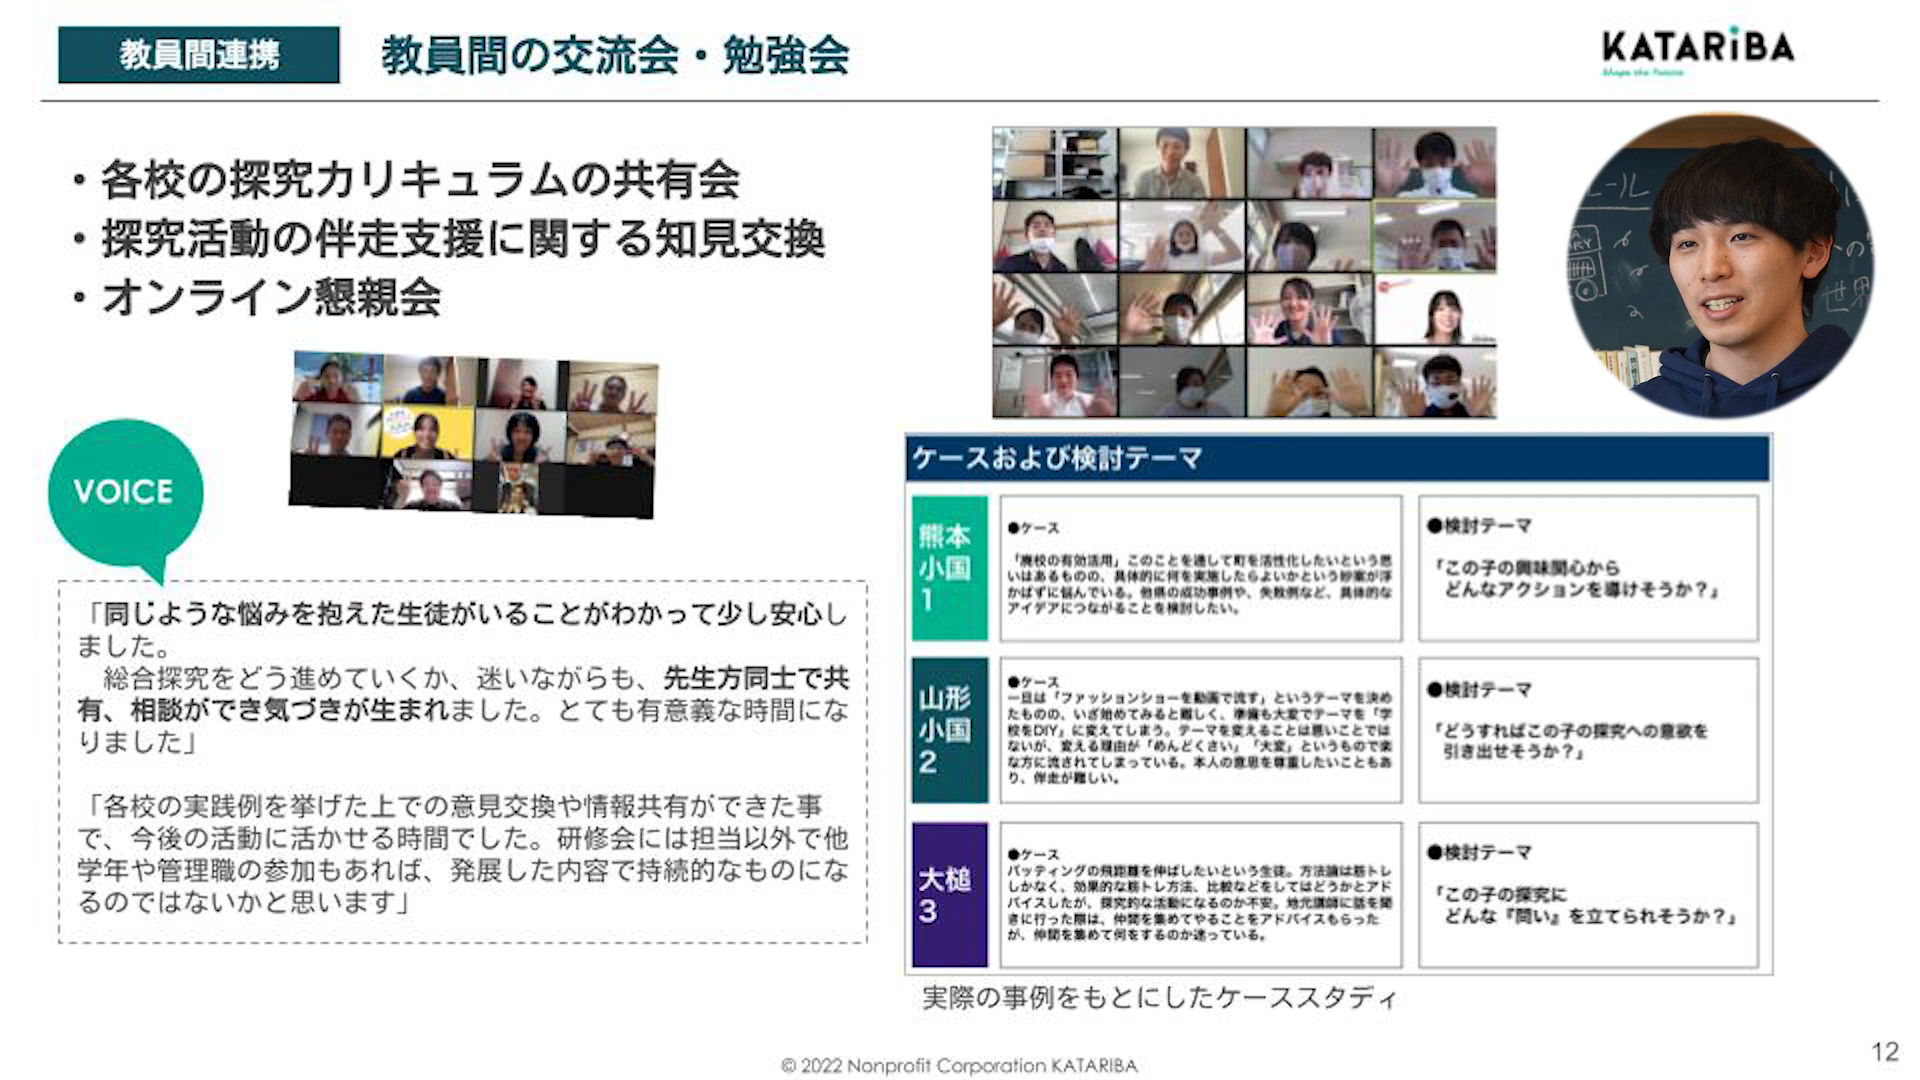 教員間連携
教員間の交流会・勉強会
KATARiBA
Shape the Future
・各校の探究カリキュラムの共有会
・探究活動の伴走支援に関する知見交換
・オンライン懇親会
VOICE
「同じような悩みを抱えた生徒がいることがわかって少し安心し
ました。
総合探究をどう進めていくか、迷いながらも、先生方同士で共
有、相談ができ気づきが生まれました。とても有意義な時間にな
りました」
「各校の実践例を挙げた上での意見交換や情報共有ができた事
で、今後の活動に活かせる時間でした。研修会には担当以外で他
学年や管理職の参加もあれば、発展した内容で持続的なものにな
るのではないかと思います」
ケースおよび検討テーマ
熊本
小国
1
●ケース
「廃校の有効活用」このことを通して町を活性化したいという思
いはあるものの、具体的に何を実施したらよいかという妙案が浮
かばずに悩んでいる。他県の成功事例や、失敗例など、具体的な
アイデアにつながることを検討したい。
●検討テーマ
「この子の興味関心から
どんなアクションを導けそうか？」
山形
小国
2
●ケース
一旦は「ファッションショーを動画で流す」というテーマを決め
たものの、いざ始めてみると難しく、準備も大変でテーマを「学
校をDIY」に変えてしまう。テーマを変えることは悪いことでは
ないが、変える理由が「めんどくさい」「大変」というもので楽
な方に流されてしまっている。本人の意思を尊重したいこともあ
り、伴走が難しい。
●検討テーマ
「どうすればこの子の探究への意欲を
引き出せそうか？」
大槌
3
●ケース
バッティングの飛距離を伸ばしたいという生徒。方法論は筋トレ
しかなく、効果的な筋トレ方法、比較などをしてはどうかとアド
バイスしたが、探究的な活動になるのか不安。地元講師に話を聞
きに行った際は、仲間を集めてやることをアドバイスもらった
が、仲間を集めて何をするのか迷っている。
●検討テーマ
「この子の探究に
どんな『問い』を立てられそうか？」
実際の事例をもとにしたケーススタディ
© 2022 Nonprofit Corporation KATARIBA
12